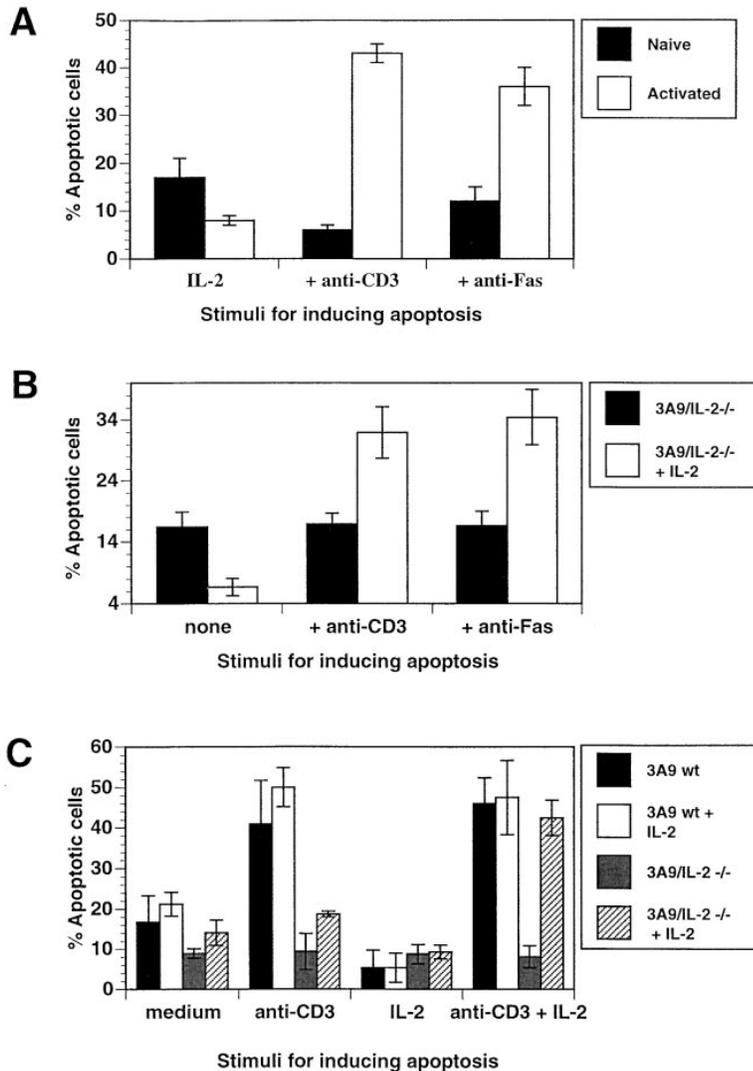 A
50
40
30
20
10
0
% Apoptotic cells
IL-2
+ anti-CD3
+ anti-Fas
Stimuli for inducing apoptosis
Naive
Activated
B
34
24
14
4
% Apoptotic cells
none
+ anti-CD3
+ anti-Fas
Stimuli for inducing apoptosis
3A9/IL-2-/-
3A9/IL-2-/-
+ IL-2
C
60
50
40
30
20
10
0
% Apoptotic cells
medium
anti-CD3
IL-2
anti-CD3 + IL-2
Stimuli for inducing apoptosis
3A9 wt
3A9 wt +
IL-2
3A9/IL-2 -/-
3A9/IL-2 -/-
+ IL-2